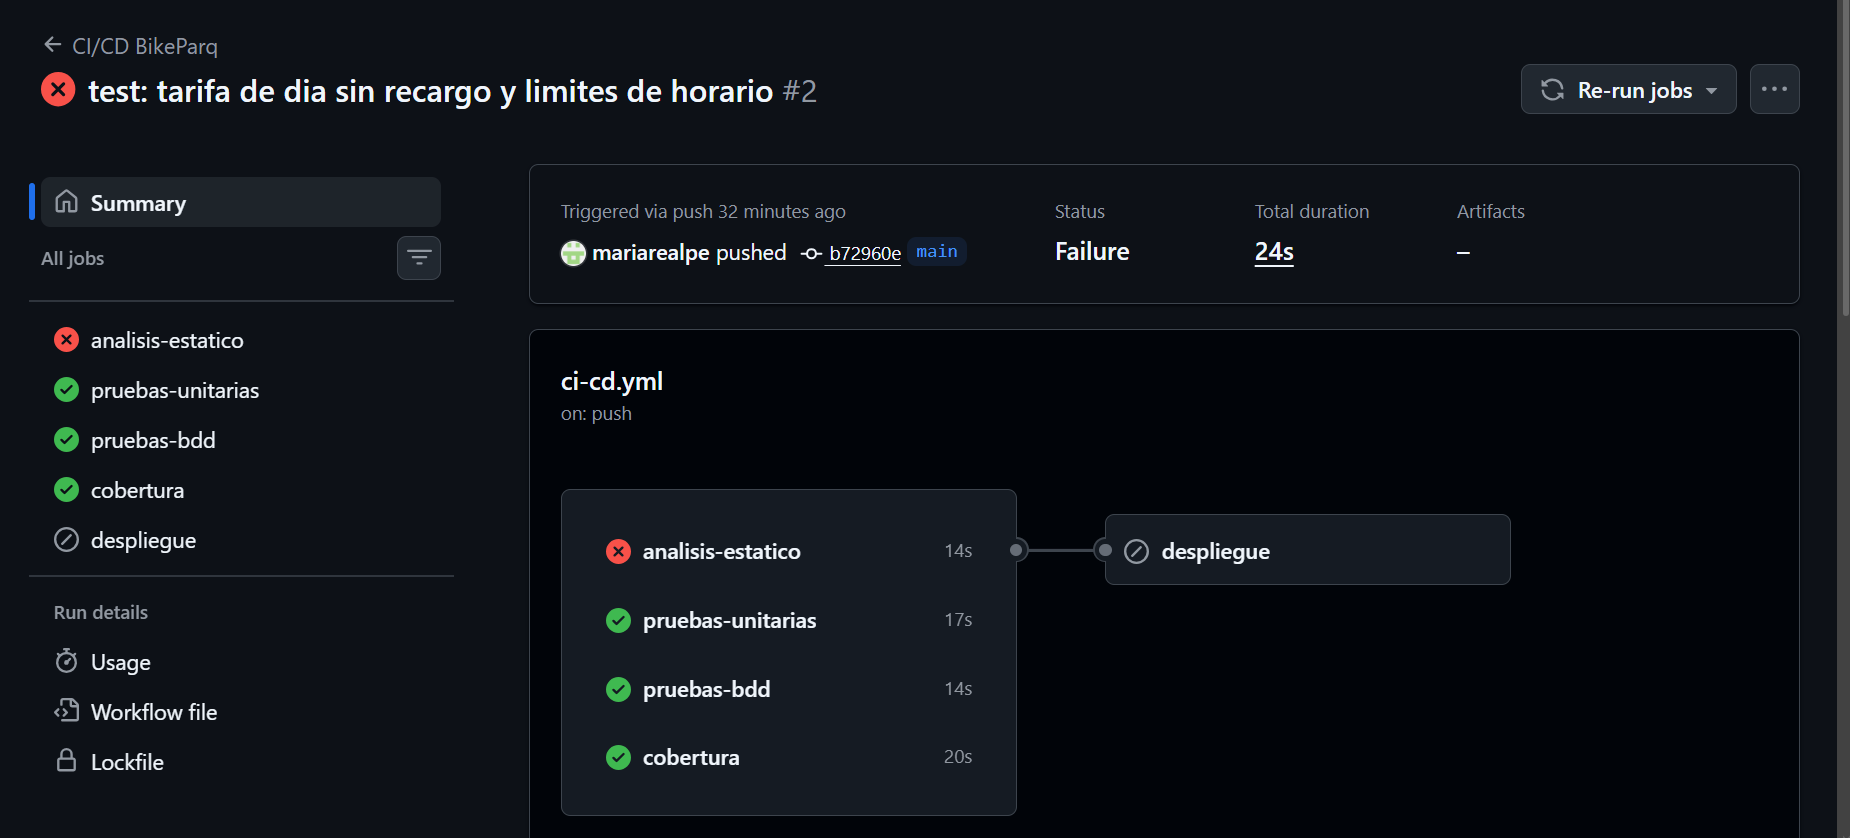 CI/CD BikeParq
test: tarifa de dia sin recargo y limites de horario #2
Re-run jobs
Summary
All jobs
analisis-estatico
pruebas-unitarias
pruebas-bdd
cobertura
despliegue
Run details
Usage
Workflow file
Lockfile
Triggered via push 32 minutes ago
mariarealpe pushed b72960e main
Status
Failure
Total duration
24s
Artifacts
–
ci-cd.yml
on: push
analisis-estatico 14s
pruebas-unitarias 17s
pruebas-bdd 14s
cobertura 20s
despliegue